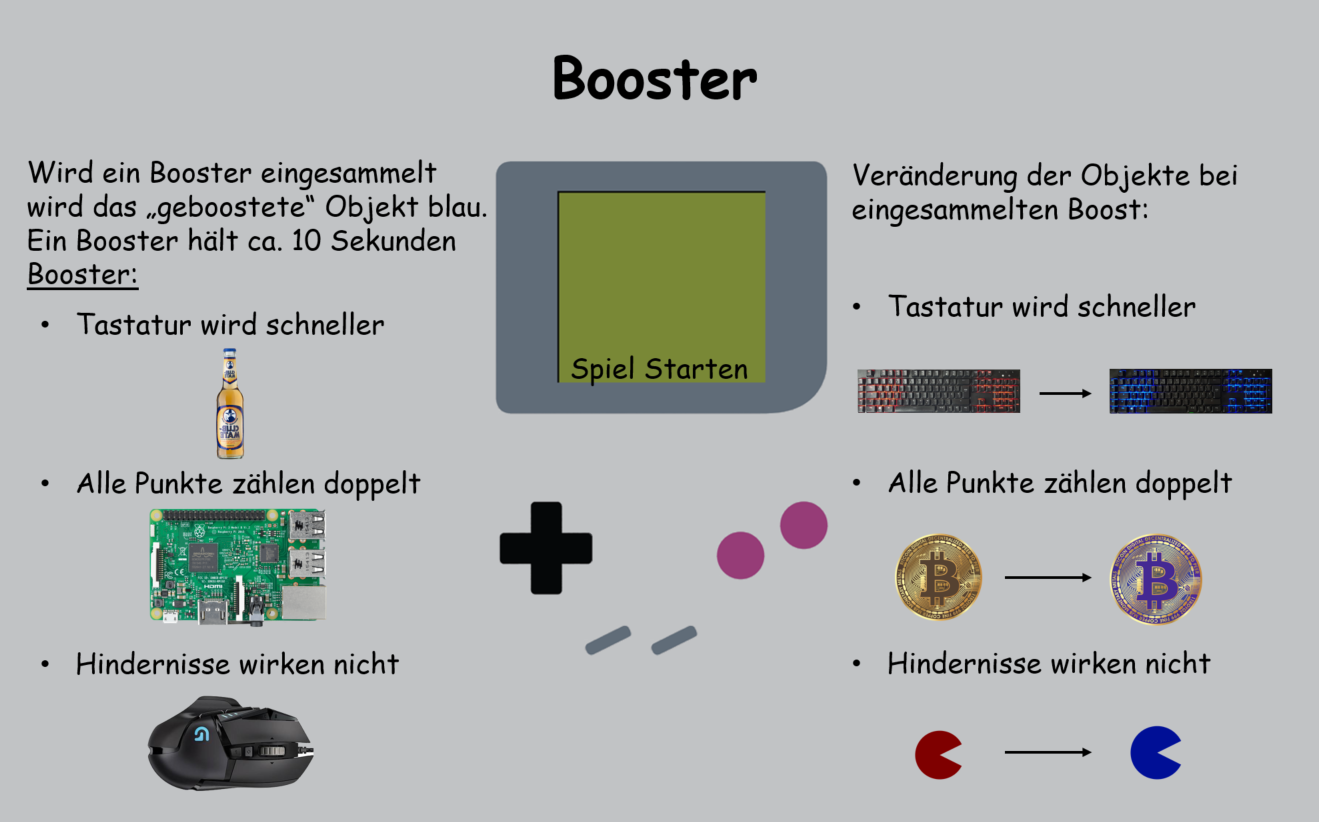 Booster
Wird ein Booster eingesammelt
wird das „geboostete“ Objekt blau.
Ein Booster hält ca. 10 Sekunden
Booster:
• Tastatur wird schneller
• Alle Punkte zählen doppelt
HDMI
• Hindernisse wirken nicht
Spiel Starten
Veränderung der Objekte bei
eingesammelten Boost:
• Tastatur wird schneller
• Alle Punkte zählen doppelt
• Hindernisse wirken nicht